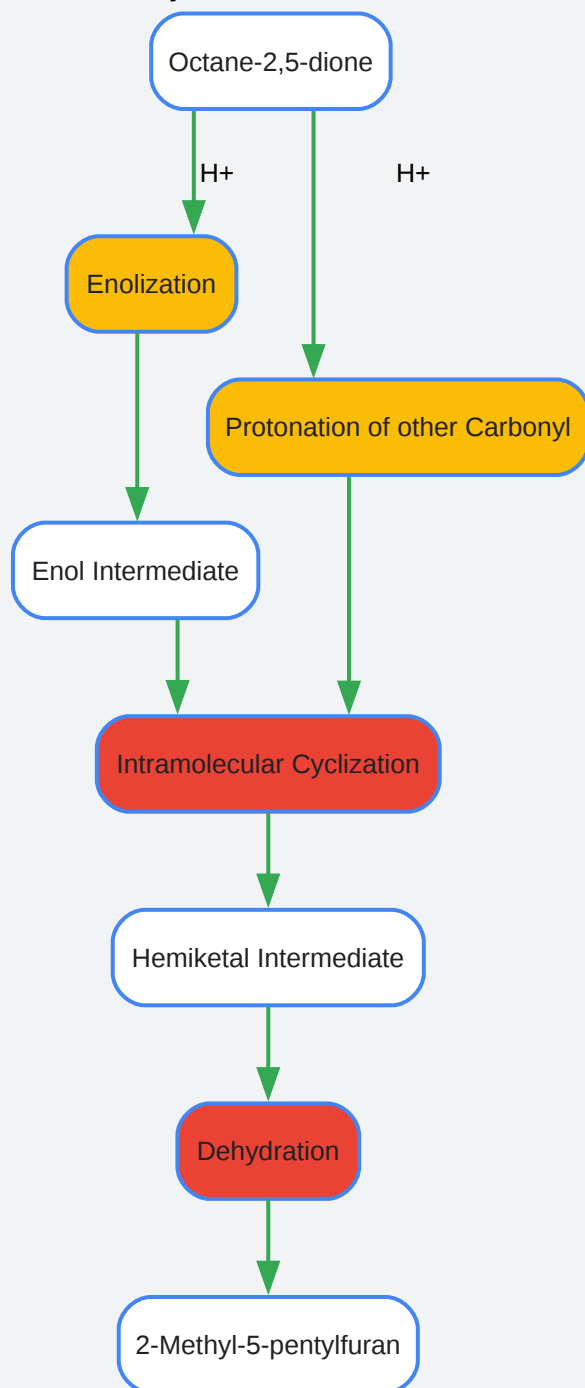 Octane-2,5-dione
H+
H+
Enolization
Protonation of other Carbonyl
Enol Intermediate
Intramolecular Cyclization
Hemiketal Intermediate
Dehydration
2-Methyl-5-pentylfuran